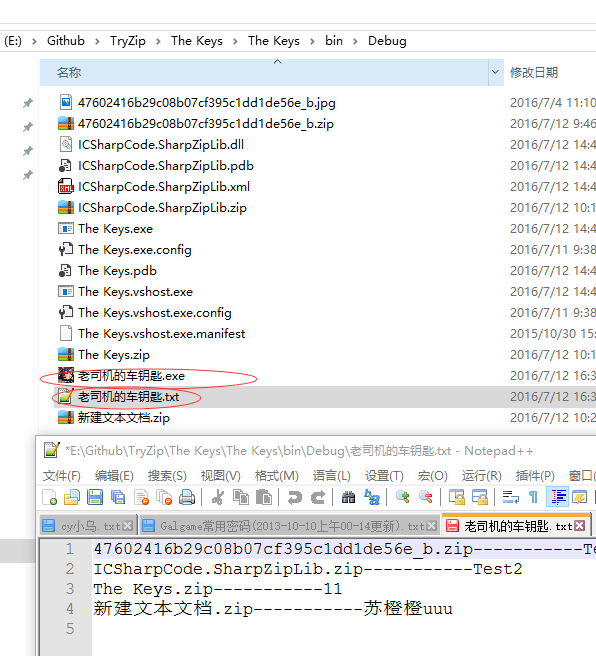 (E:) › Github › TryZip › The Keys › The Keys › bin › Debug
名称 修改日期
47602416b29c08b07cf395c1dd1de56e_b.jpg 2016/7/4 11:10
47602416b29c08b07cf395c1dd1de56e_b.zip 2016/7/12 9:46
ICSharpCode.SharpZipLib.dll 2016/7/12 14:4
ICSharpCode.SharpZipLib.pdb 2016/7/12 14:4
ICSharpCode.SharpZipLib.xml 2016/7/12 14:4
ICSharpCode.SharpZipLib.zip 2016/7/12 10:1
The Keys.exe 2016/7/12 14:4
The Keys.exe.config 2016/7/11 9:38
The Keys.pdb 2016/7/12 14:4
The Keys.vshost.exe 2016/7/12 14:4
The Keys.vshost.exe.config 2016/7/11 9:38
The Keys.vshost.exe.manifest 2015/10/30 15:
The Keys.zip 2016/7/12 10:1
老司机的车钥匙.exe 2016/7/12 16:3
老司机的车钥匙.txt 2016/7/12 16:3
新建文本文档.zip 2016/7/12 10:2
*E:\Github\TryZip\The Keys\The Keys\bin\Debug\老司机的车钥匙.txt - Notepad++
文件(F) 编辑(E) 搜索(S) 视图(V) 格式(M) 语言(L) 设置(T) 宏(O) 运行(R) 插件(P) 窗口
cy小乌.txt Galgame常用密码(2013-10-10上午00-14更新).txt 老司机的车钥匙.txt
1 47602416b29c08b07cf395c1dd1de56e_b.zip-----------Te
2 ICSharpCode.SharpZipLib.zip-----------Test2
3 The Keys.zip-----------11
4 新建文本文档.zip-----------苏橙橙uuu
5